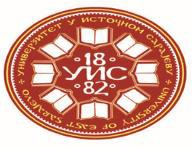 УНИВЕРЗИТЕТ У ИСТОЧНОМ САРАЈЕВУ
UNIVERSITY OF EAST SARAJEVO
18
УИС
82